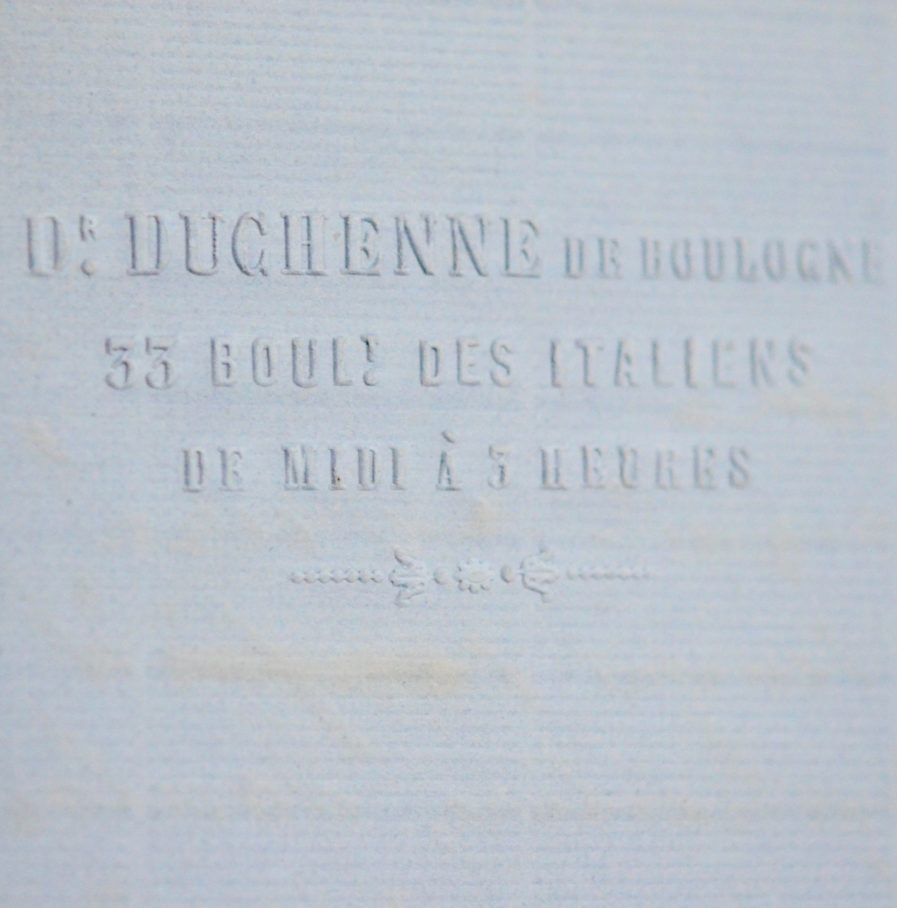 DR. DUCHENNE DE BOULOGNE
33 BOULT. DES ITALIENS
DE MIDI À 3 HEURES